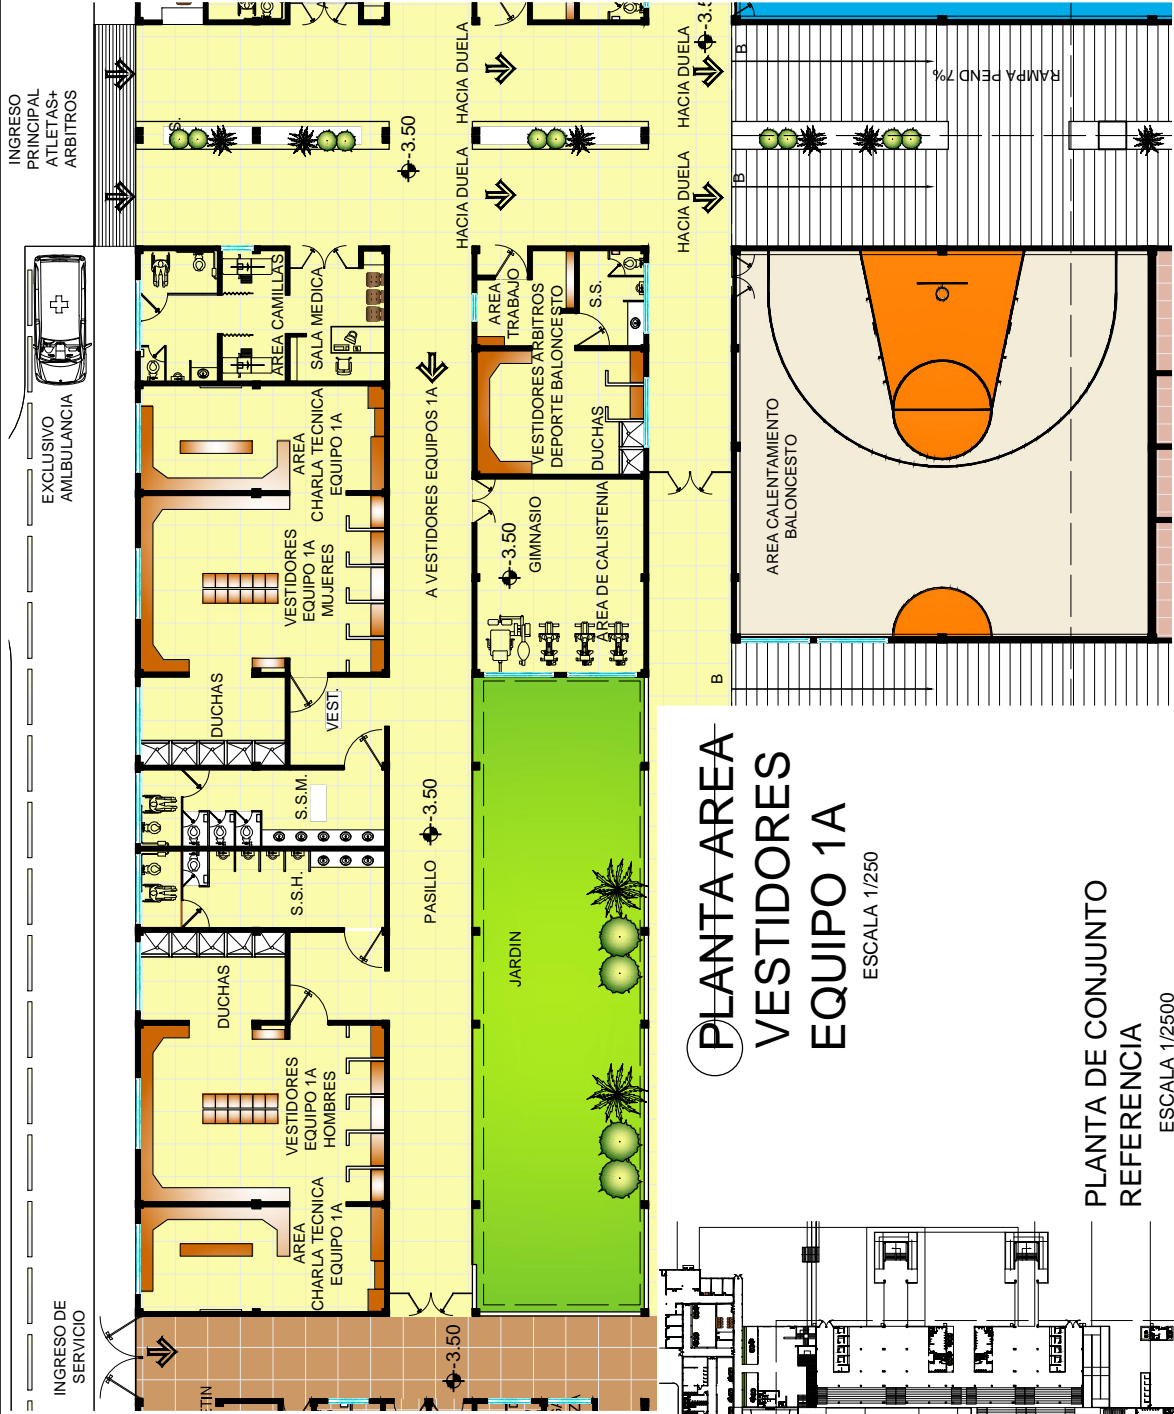 INGRESO
PRINCIPAL
ATLETAS+
ARBITROS
S.
HACIA DUELA
HACIA DUELA
-3.50
HACIA DUELA
HACIA DUELA
B
B
RAMPA PEND 7%
EXCLUSIVO
AMLBULANCIA
AREA CAMILLAS
SALA MEDICA
AREA
CHARLA TECNICA
EQUIPO 1A
A VESTIDORES EQUIPOS 1A
AREA
TRABAJO
S.S.
VESTIDORES ARBITROS
DEPORTE BALONCESTO
DUCHAS
AREA CALENTAMIENTO
BALONCESTO
VESTIDORES
EQUIPO 1A
MUJERES
-3.50
GIMNASIO
AREA DE CALISTENIA
DUCHAS
VEST.
B
S.S.M.
S.S.H.
PASILLO
-3.50
JARDIN
DUCHAS
VESTIDORES
EQUIPO 1A
HOMBRES
AREA
CHARLA TECNICA
EQUIPO 1A
INGRESO DE
SERVICIO
-3.50
PLANTA AREA
VESTIDORES
EQUIPO 1A
ESCALA 1/250
PLANTA DE CONJUNTO
REFERENCIA
ESCALA 1/2500